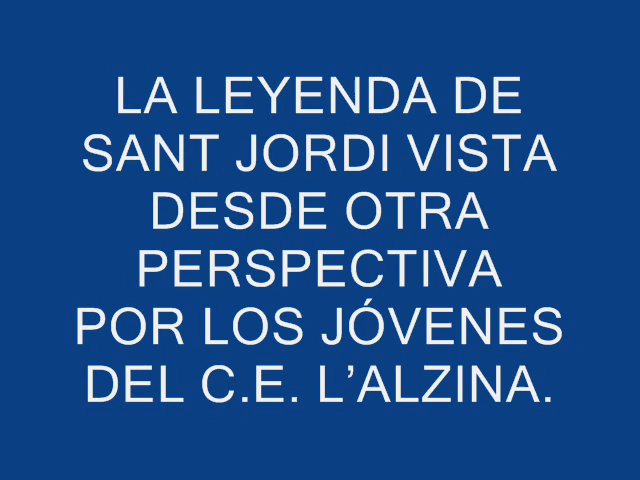 LA LEYENDA DE
SANT JORDI VISTA
DESDE OTRA
PERSPECTIVA
POR LOS JÓVENES
DEL C.E. L’ALZINA.